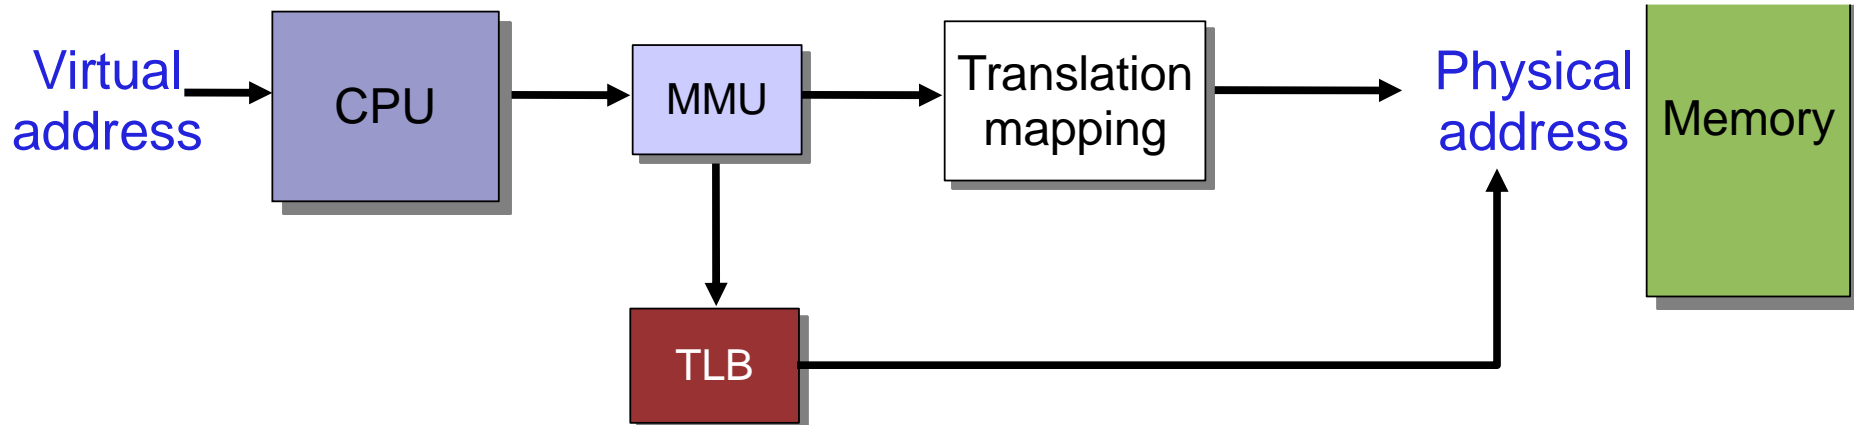 Virtual
address
CPU
MMU
Translation
mapping
Physical
address
Memory
TLB